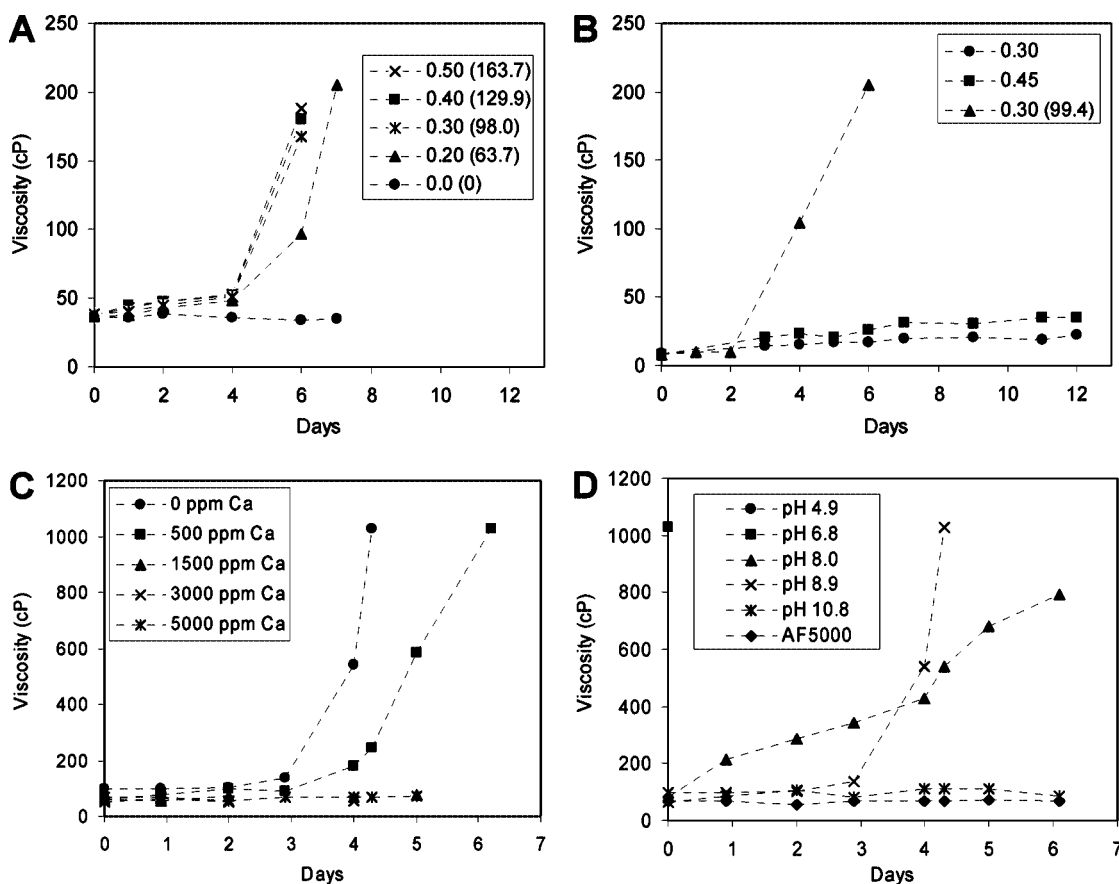 A
250
200
150
100
50
0
Viscosity (cP)
0.50 (163.7)
0.40 (129.9)
0.30 (98.0)
0.20 (63.7)
0.0 (0)
0 2 4 6 8 10 12
Days
B
250
200
150
100
50
0
Viscosity (cP)
0.30
0.45
0.30 (99.4)
0 1 2 3 4 5 6 7 8 9 10 11 12
Days
C
1200
1000
800
600
400
200
0
Viscosity (cP)
0 ppm Ca
500 ppm Ca
1500 ppm Ca
3000 ppm Ca
5000 ppm Ca
0 1 2 3 4 5 6 7
Days
D
1200
1000
800
600
400
200
0
Viscosity (cP)
pH 4.9
pH 6.8
pH 8.0
pH 8.9
pH 10.8
AF5000
0 1 2 3 4 5 6 7
Days